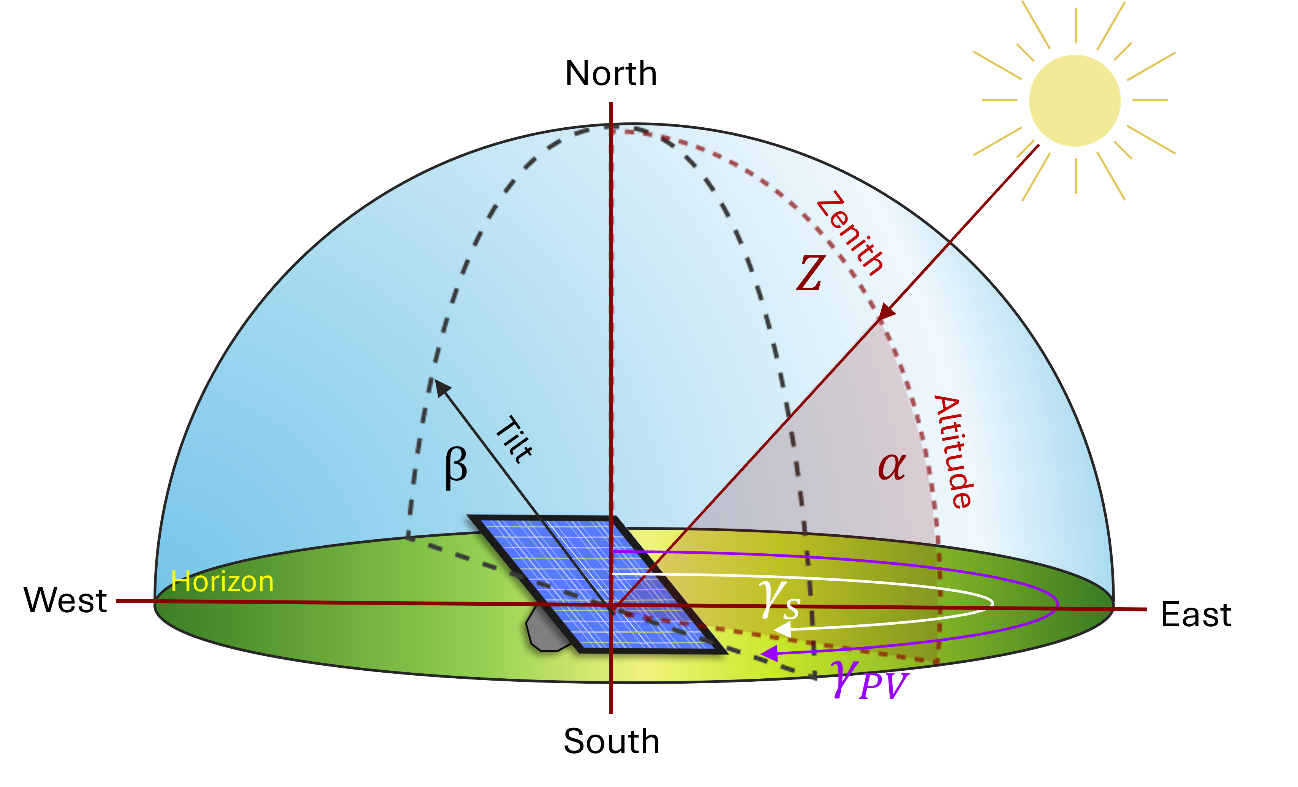 North
Zenith
Z
Altitude
α
Tilt
β
Horizon
West
East
γS
γPV
South